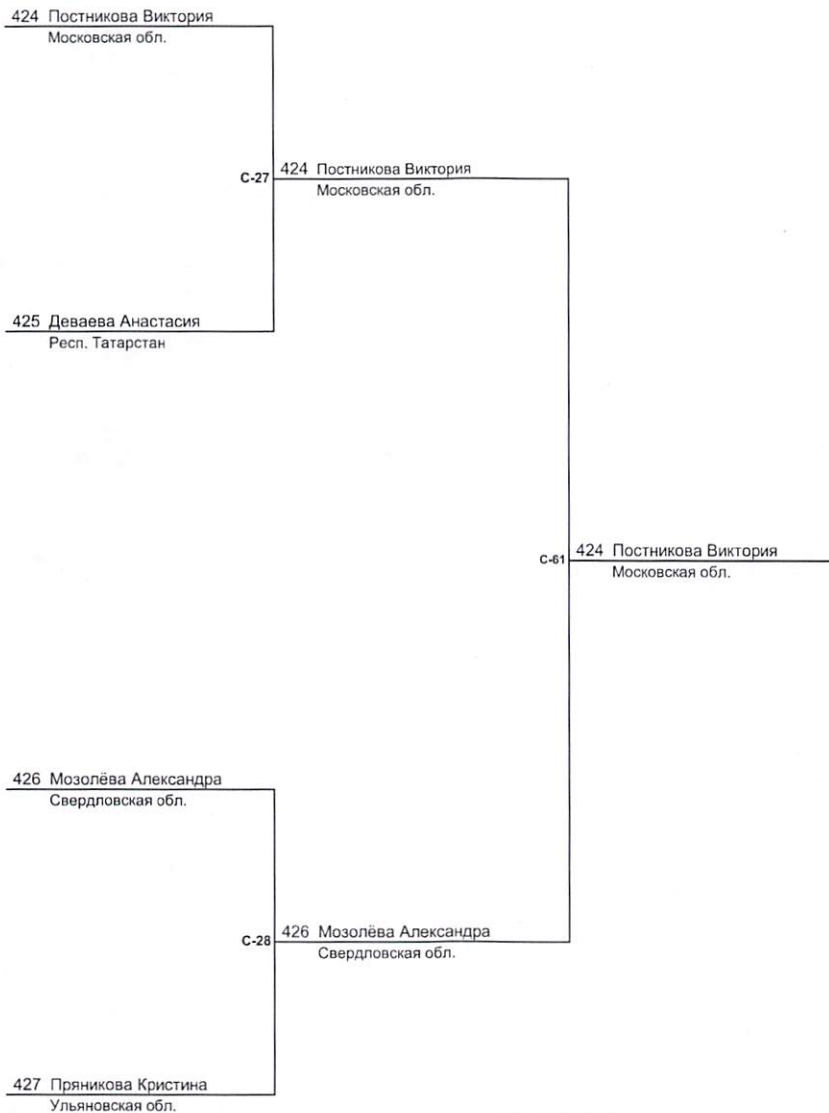 424 Постникова Виктория
Московская обл.
С-27
424 Постникова Виктория
Московская обл.
425 Деваева Анастасия
Респ. Татарстан
С-61
424 Постникова Виктория
Московская обл.
426 Мозолёва Александра
Свердловская обл.
С-28
426 Мозолёва Александра
Свердловская обл.
427 Пряникова Кристина
Ульяновская обл.